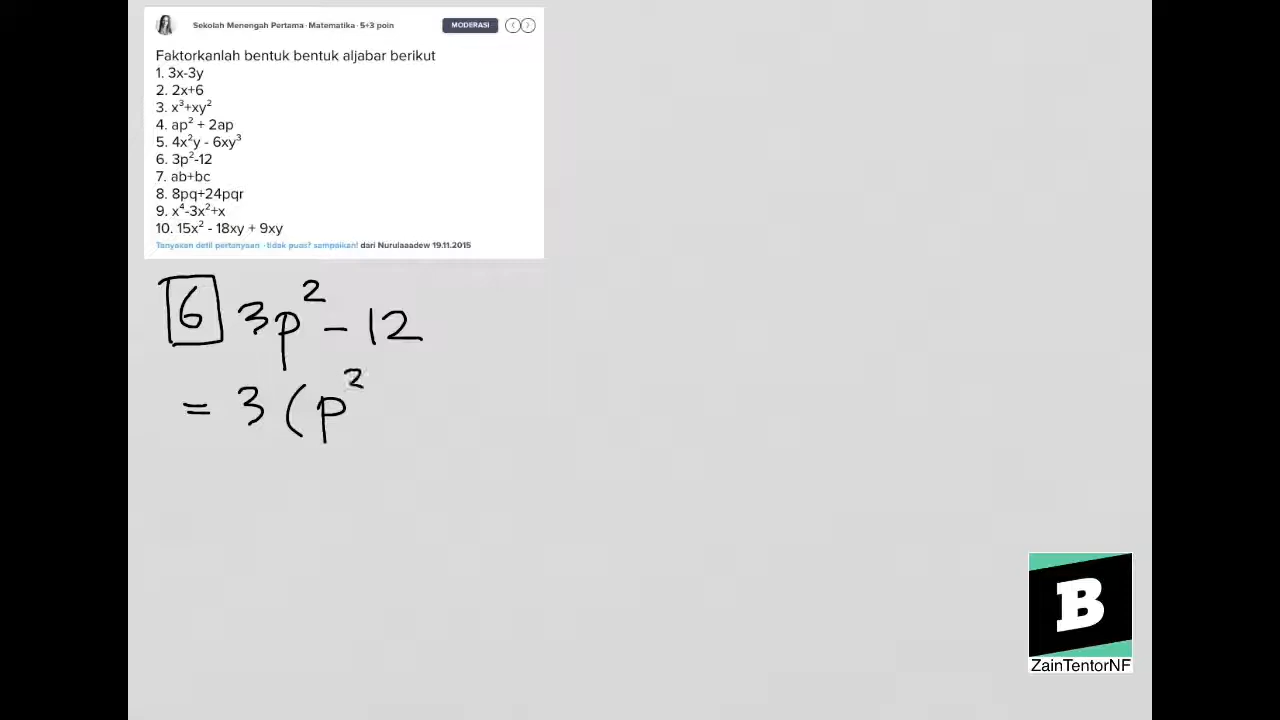 Sekolah Menengah Pertama · Matematika · 5+3 poin
MODERASI
Faktorkanlah bentuk bentuk aljabar berikut
1. 3x-3y
2. 2x+6
3. x³+xy²
4. ap² + 2ap
5. 4x²y - 6xy³
6. 3p²-12
7. ab+bc
8. 8pq+24pqr
9. x⁴-3x²+x
10. 15x² - 18xy + 9xy
Tanyakan detil pertanyaan · tidak puas? sampaikan! dari Nurulaaadew 19.11.2015
6 3p² - 12
= 3 (p²
B
ZainTentorNF